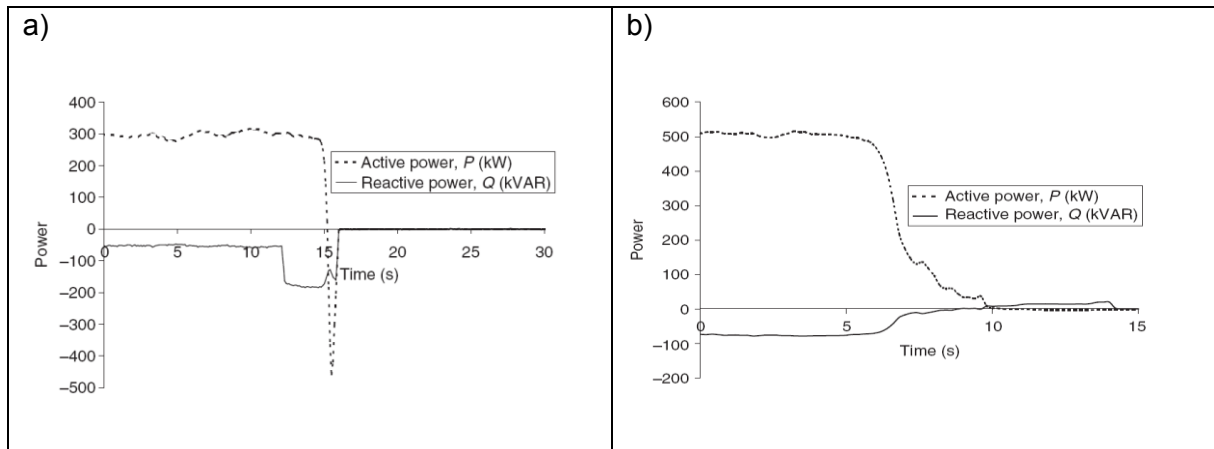 a)
400
300
200
100
0
−100
−200
−300
−400
−500
Power
0 5 10 15 20 25 30
Time (s)
Active power, P (kW)
Reactive power, Q (kVAR)
b)
600
500
400
300
200
100
0
−100
−200
Power
0 5 10 15
Time (s)
Active power, P (kW)
Reactive power, Q (kVAR)